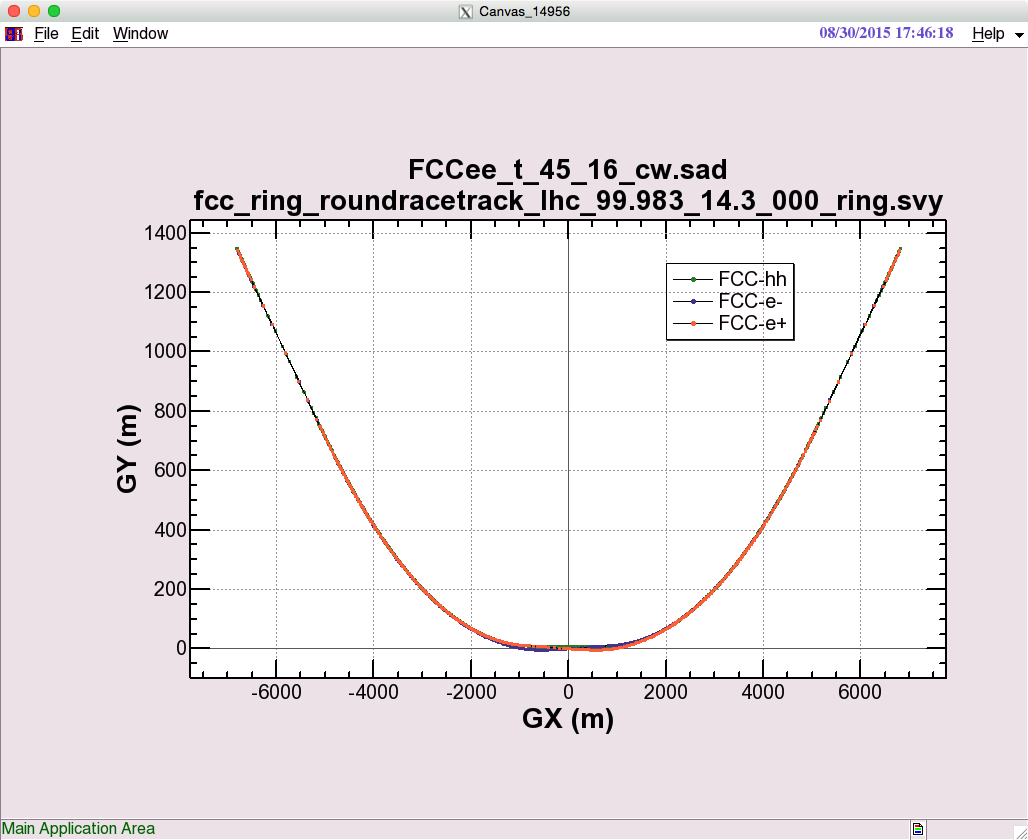 Canvas_14956
File Edit Window 08/30/2015 17:46:18 Help
FCCee_t_45_16_cw.sad
fcc_ring_roundracetrack_lhc_99.983_14.3_000_ring.svy
1400
1200
1000
800
600
400
200
0
GY (m)
FCC-hh
FCC-e-
FCC-e+
-6000 -4000 -2000 0 2000 4000 6000
GX (m)
Main Application Area